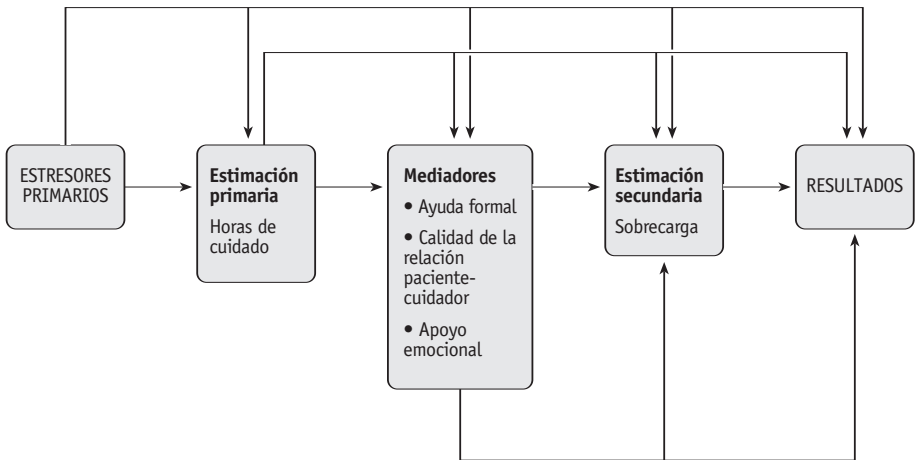 ESTRESORES
PRIMARIOS
Estimación
primaria
Horas de
cuidado
Mediadores
• Ayuda formal
• Calidad de la
relación
paciente-
cuidador
• Apoyo
emocional
Estimación
secundaria
Sobrecarga
RESULTADOS